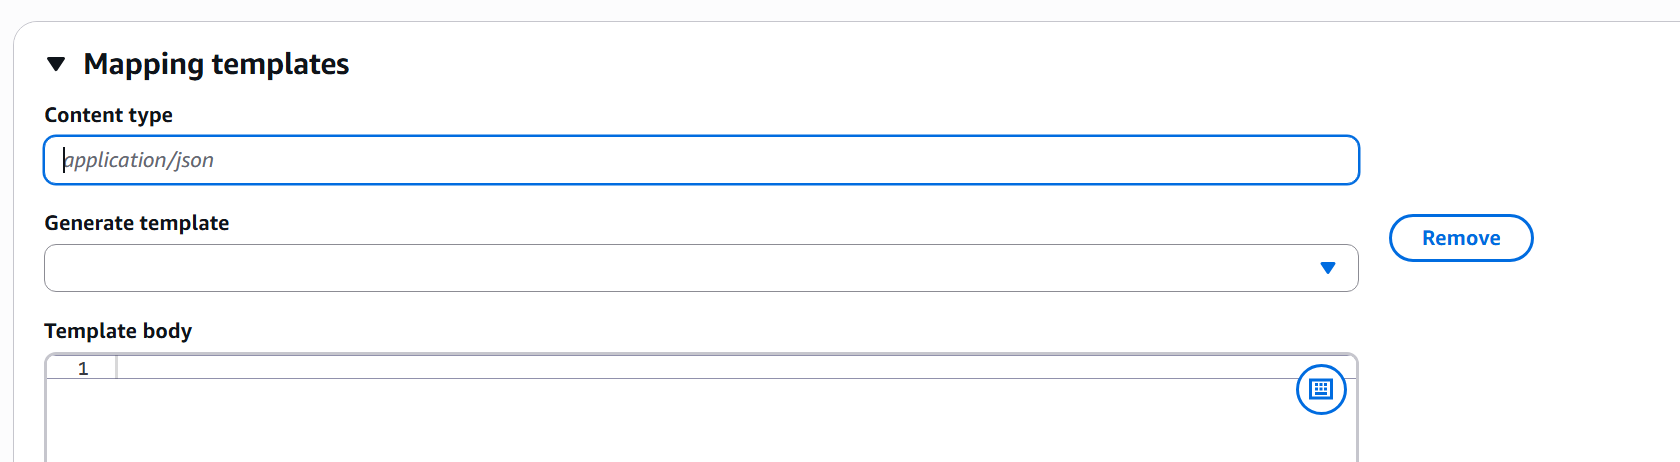 Mapping templates
Content type
application/json
Generate template
Remove
Template body
1